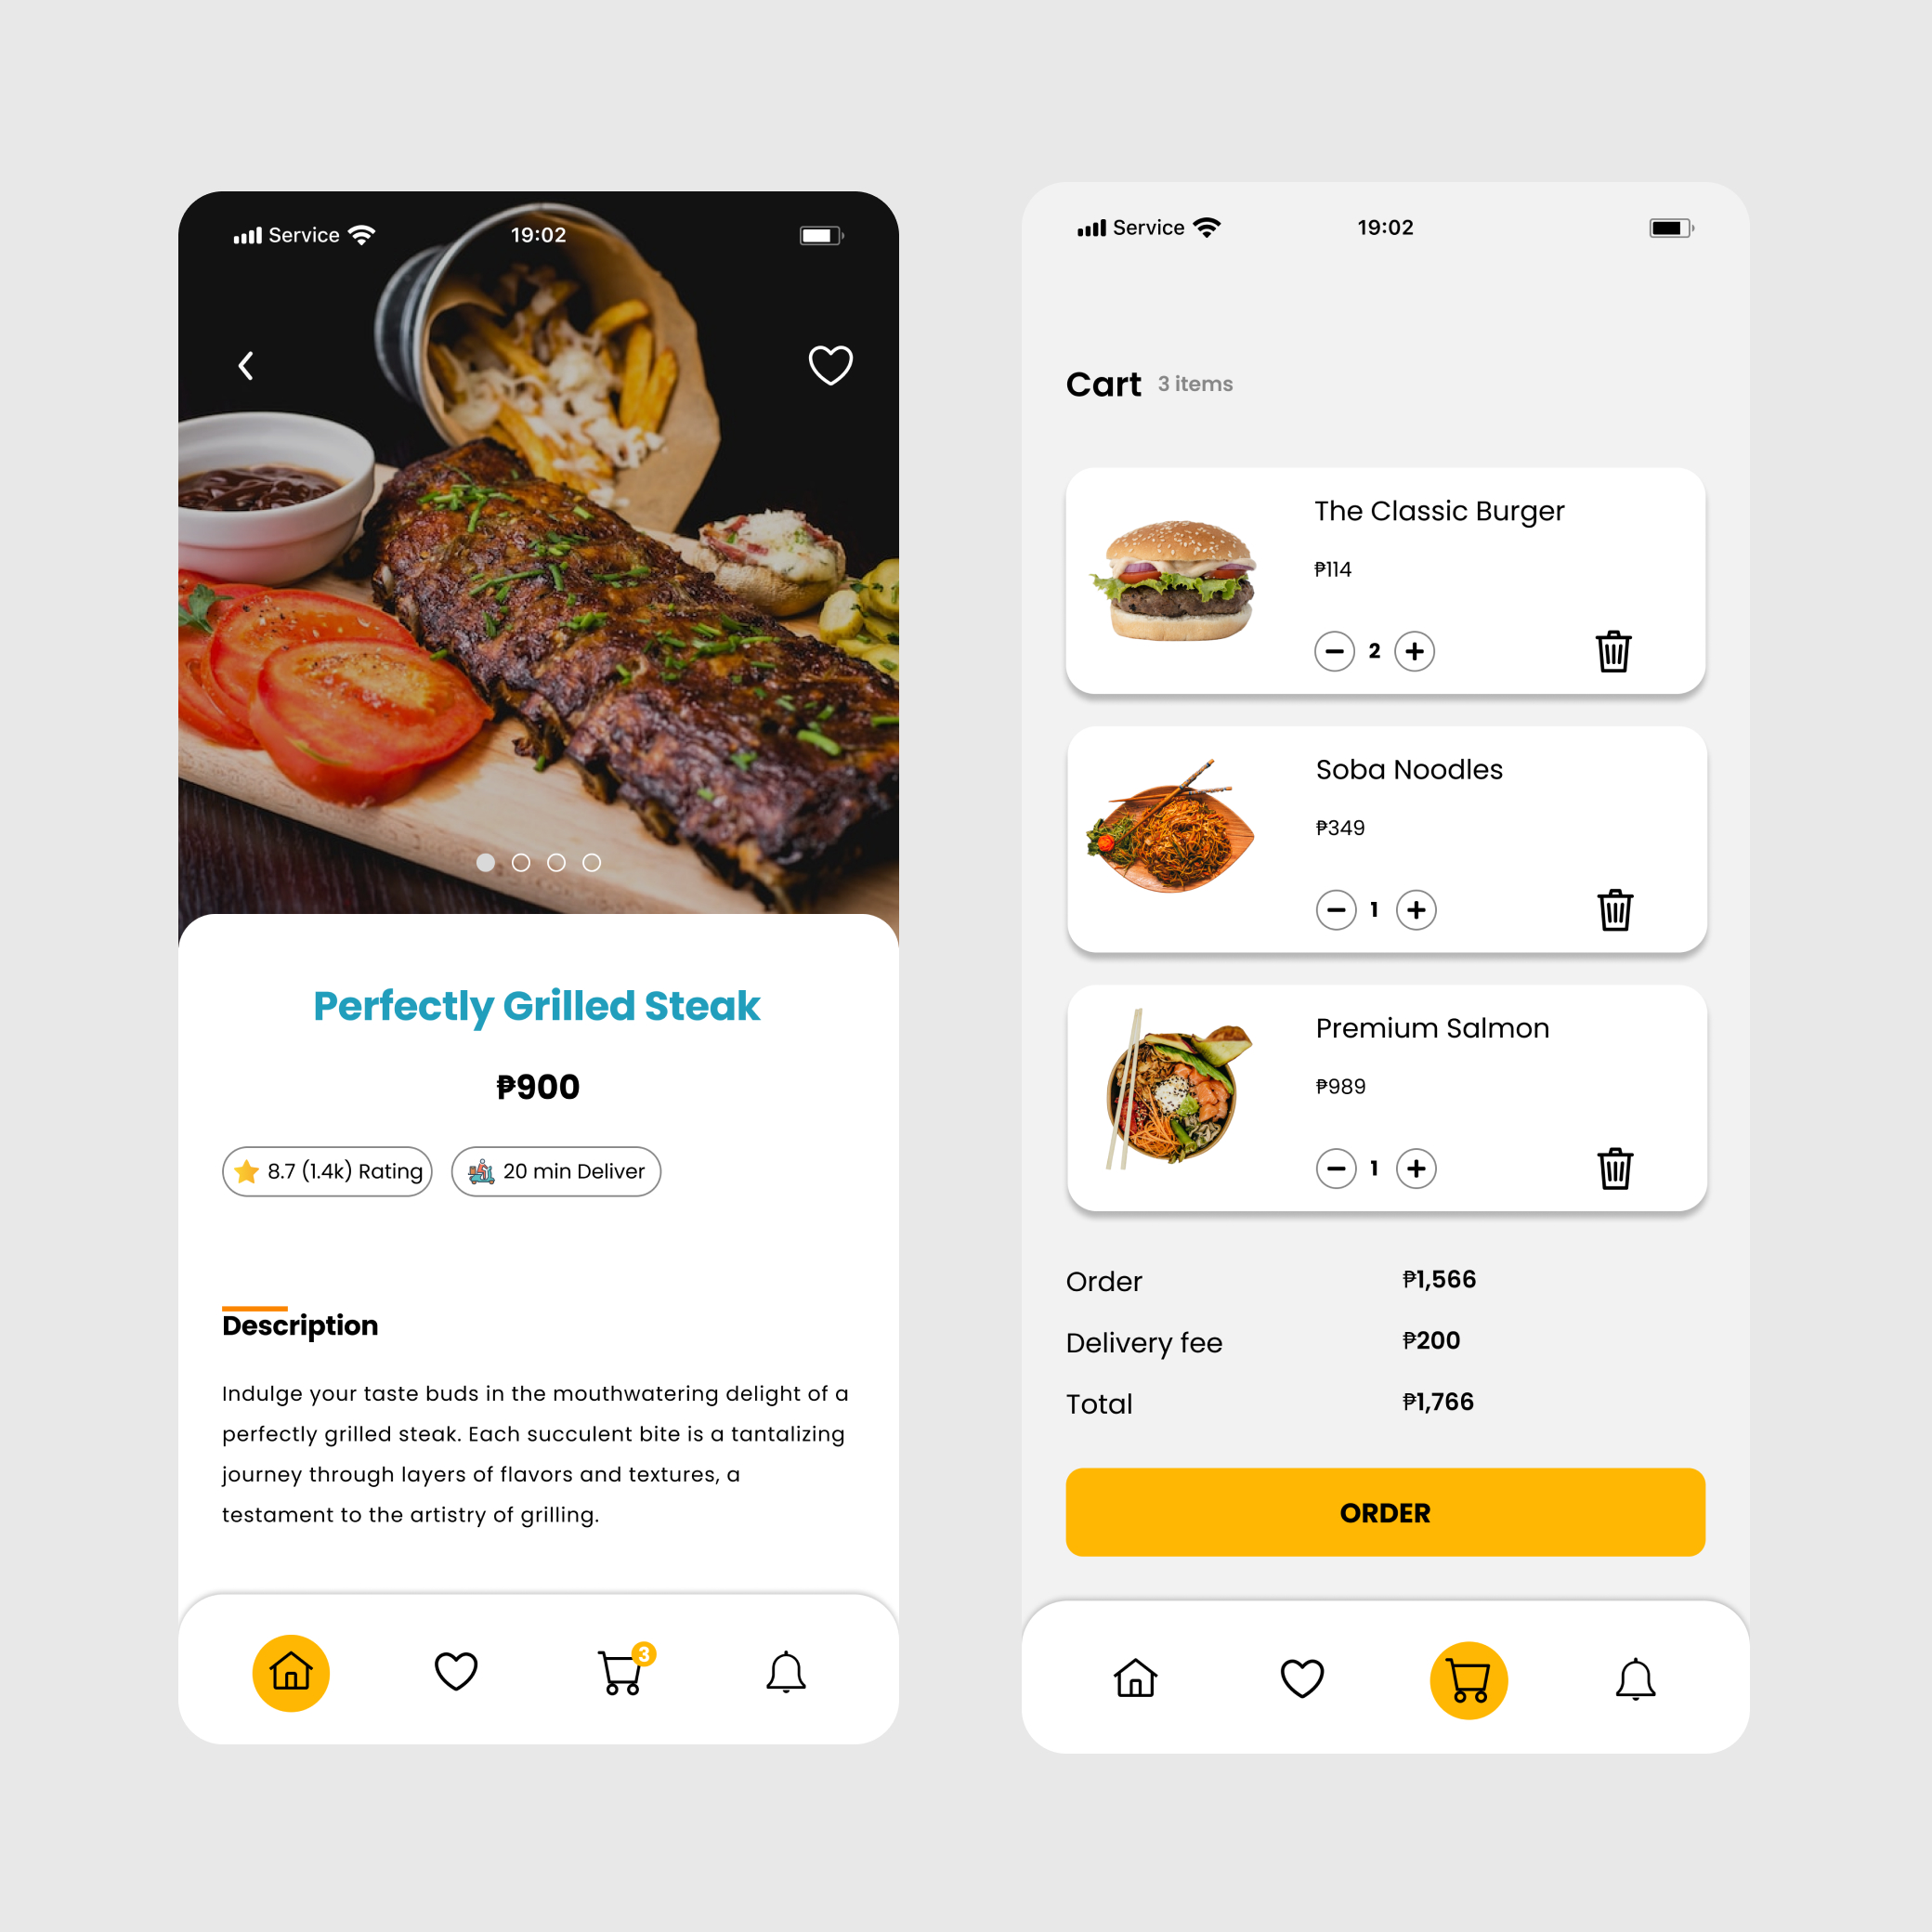 Service
19:02
Perfectly Grilled Steak
₱900
8.7 (1.4k) Rating
20 min Deliver
Description
Indulge your taste buds in the mouthwatering delight of a
perfectly grilled steak. Each succulent bite is a tantalizing
journey through layers of flavors and textures, a
testament to the artistry of grilling.
3
Service
19:02
Cart 3 items
The Classic Burger
₱114
2
Soba Noodles
₱349
1
Premium Salmon
₱989
1
Order ₱1,566
Delivery fee ₱200
Total ₱1,766
ORDER